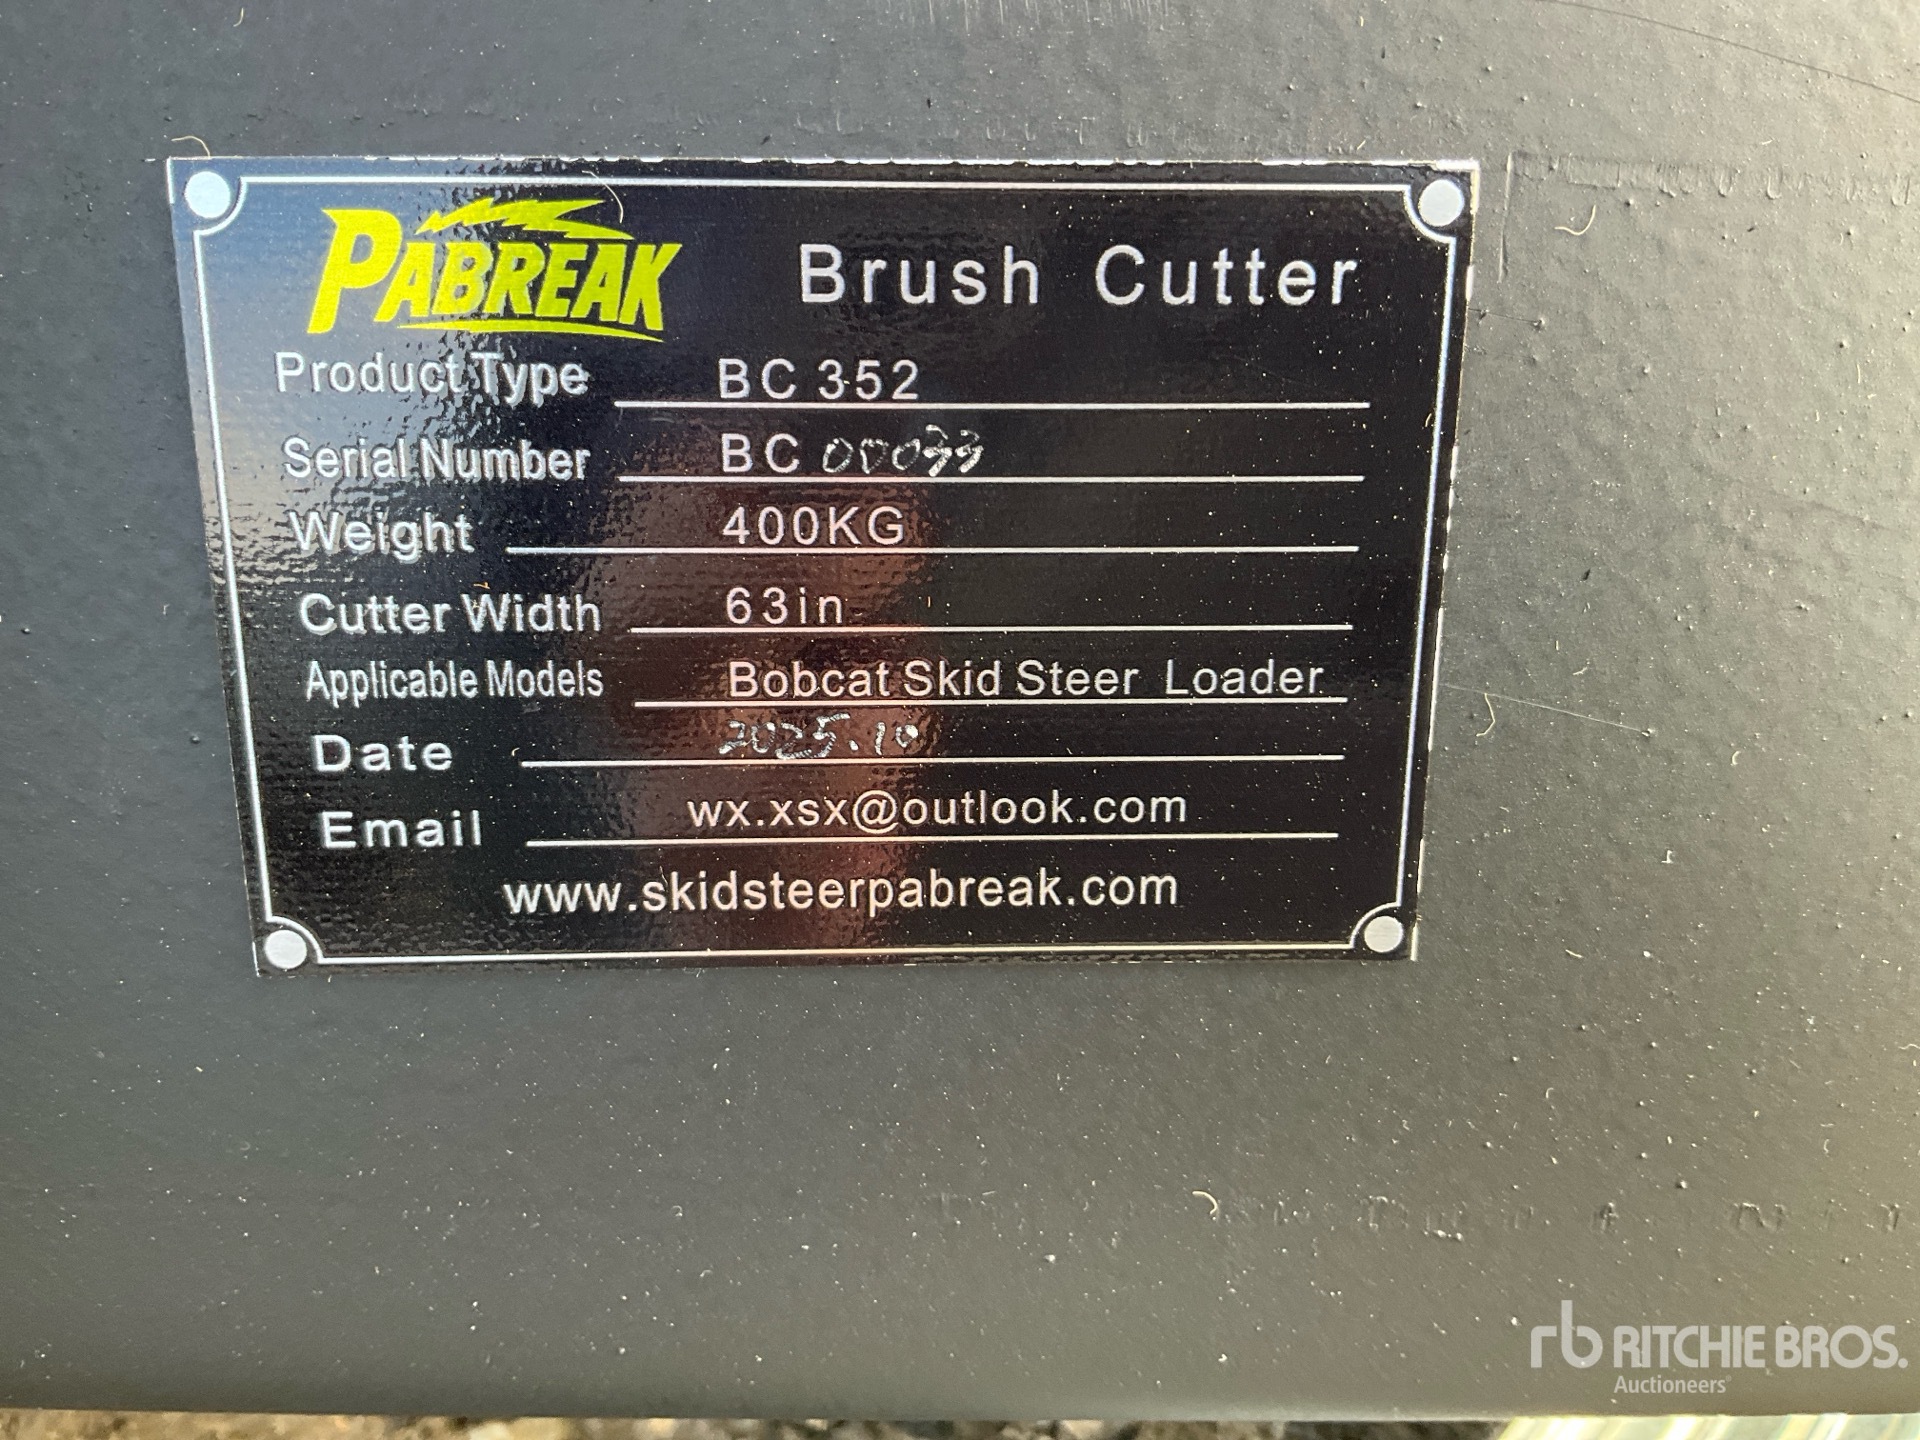 PABREAK Brush Cutter
Product Type BC 352
Serial Number BC 00033
Weight 400KG
Cutter Width 63in
Applicable Models Bobcat Skid Steer Loader
Date 2025.10
Email wx.xsx@outlook.com
www.skidsteerpabreak.com
rb RITCHIE BROS.
Auctioneers